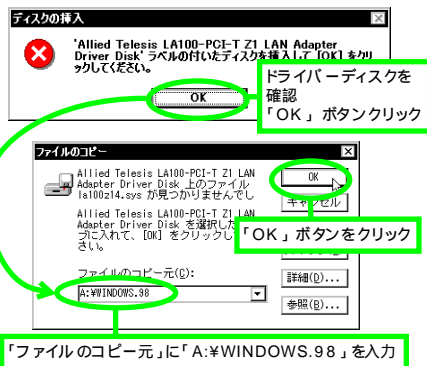 ディスクの挿入
'Allied Telesis LA100-PCI-T Z1 LAN Adapter
Driver Disk' ラベルの付いたディスクを挿入して [OK] をクリ
ックしてください。
OK
ドライバーディスクを
確認
「OK」ボタンクリック
ファイルのコピー
Allied Telesis LA100-PCI-T Z1 LAN
Adapter Driver Disk 上のファイル
la100z14.sys が見つかりませんでし
OK
キャンセル
Allied Telesis LA100-PCI-T Z1 LAN
Adapter Driver Disk を選択した
ブに入れて、[OK] をクリックし
さい。
「OK」ボタンをクリック
ファイルのコピー元(C):
詳細(D)...
A:¥WINDOWS.98
参照(B)...
「ファイルのコピー元」に「A:¥WINDOWS.98」を入力